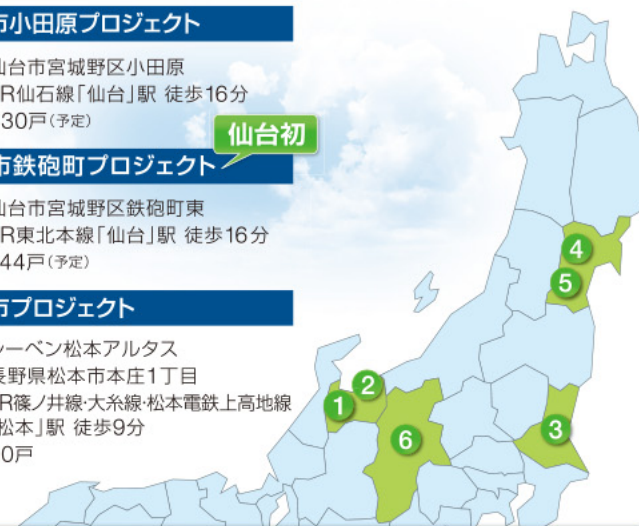 市小田原プロジェクト
仙台市宮城野区小田原
R仙石線「仙台」駅 徒歩16分
30戸(予定)
仙台初
市鉄砲町プロジェクト
仙台市宮城野区鉄砲町東
R東北本線「仙台」駅 徒歩16分
44戸(予定)
市プロジェクト
ーベン松本アルタス
長野県松本市本庄1丁目
R篠ノ井線・大糸線・松本電鉄上高地線
松本」駅 徒歩9分
0戸
4
5
2
1
3
6